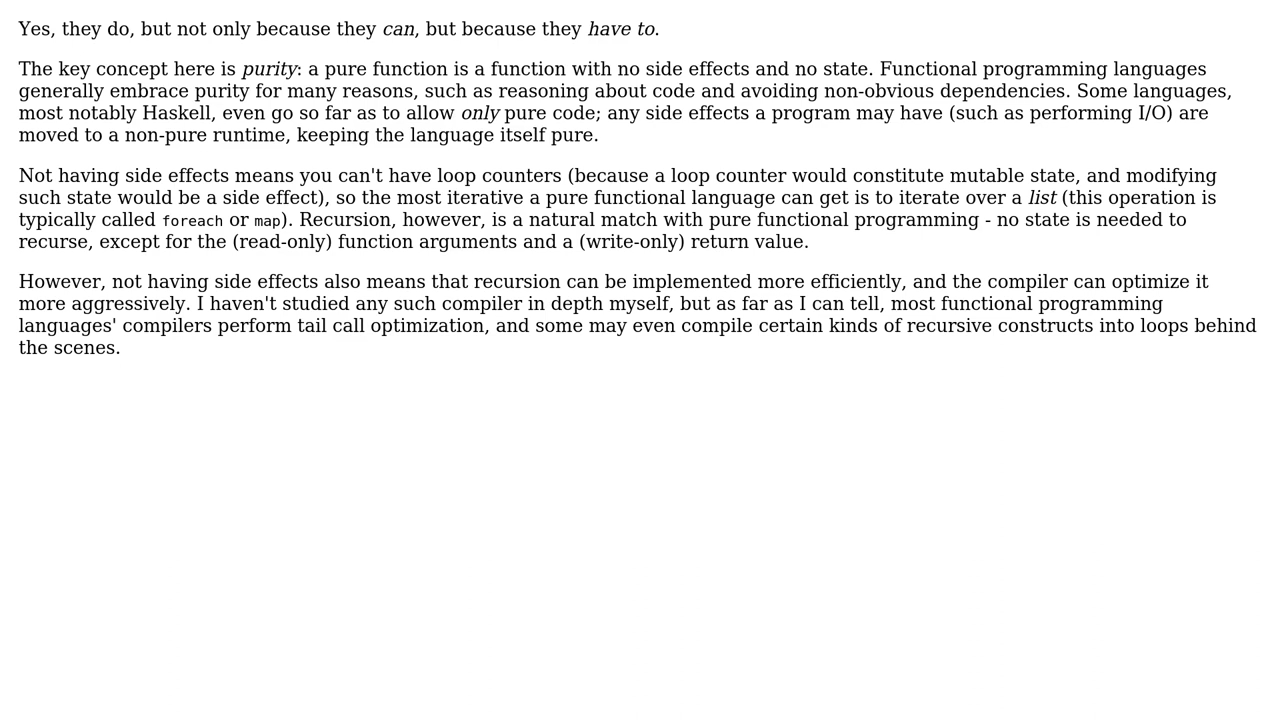 Yes, they do, but not only because they can, but because they have to.
The key concept here is purity: a pure function is a function with no side effects and no state. Functional programming languages
generally embrace purity for many reasons, such as reasoning about code and avoiding non-obvious dependencies. Some languages,
most notably Haskell, even go so far as to allow only pure code; any side effects a program may have (such as performing I/O) are
moved to a non-pure runtime, keeping the language itself pure.
Not having side effects means you can't have loop counters (because a loop counter would constitute mutable state, and modifying
such state would be a side effect), so the most iterative a pure functional language can get is to iterate over a list (this operation is
typically called foreach or map). Recursion, however, is a natural match with pure functional programming - no state is needed to
recurse, except for the (read-only) function arguments and a (write-only) return value.
However, not having side effects also means that recursion can be implemented more efficiently, and the compiler can optimize it
more aggressively. I haven't studied any such compiler in depth myself, but as far as I can tell, most functional programming
languages' compilers perform tail call optimization, and some may even compile certain kinds of recursive constructs into loops behind
the scenes.